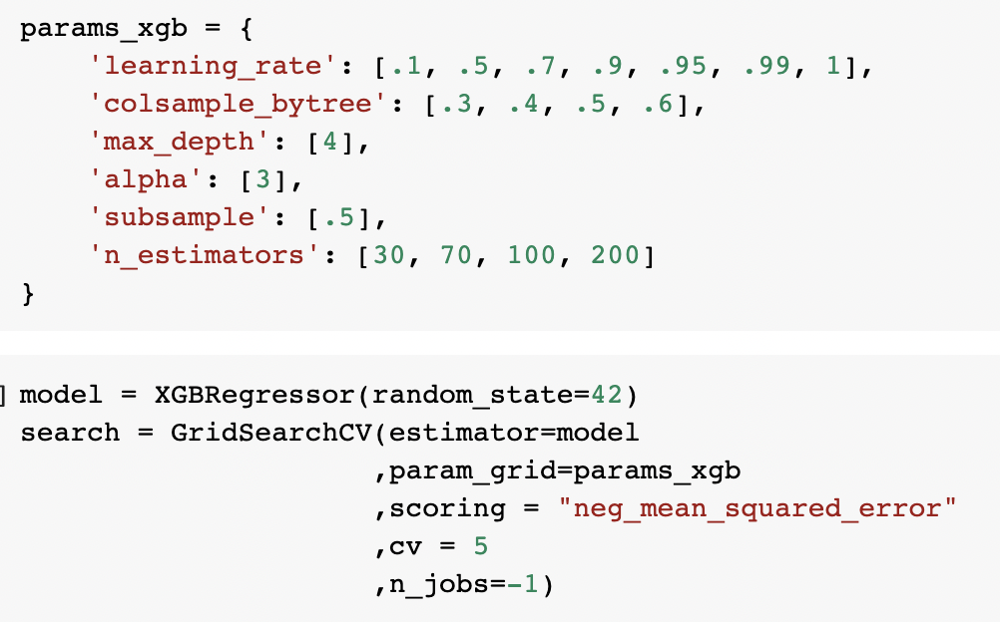 params_xgb = {
'learning_rate': [.1, .5, .7, .9, .95, .99, 1],
'colsample_bytree': [.3, .4, .5, .6],
'max_depth': [4],
'alpha': [3],
'subsample': [.5],
'n_estimators': [30, 70, 100, 200]
}
] model = XGBRegressor(random_state=42)
search = GridSearchCV(estimator=model
,param_grid=params_xgb
,scoring = "neg_mean_squared_error"
,cv = 5
,n_jobs=-1)